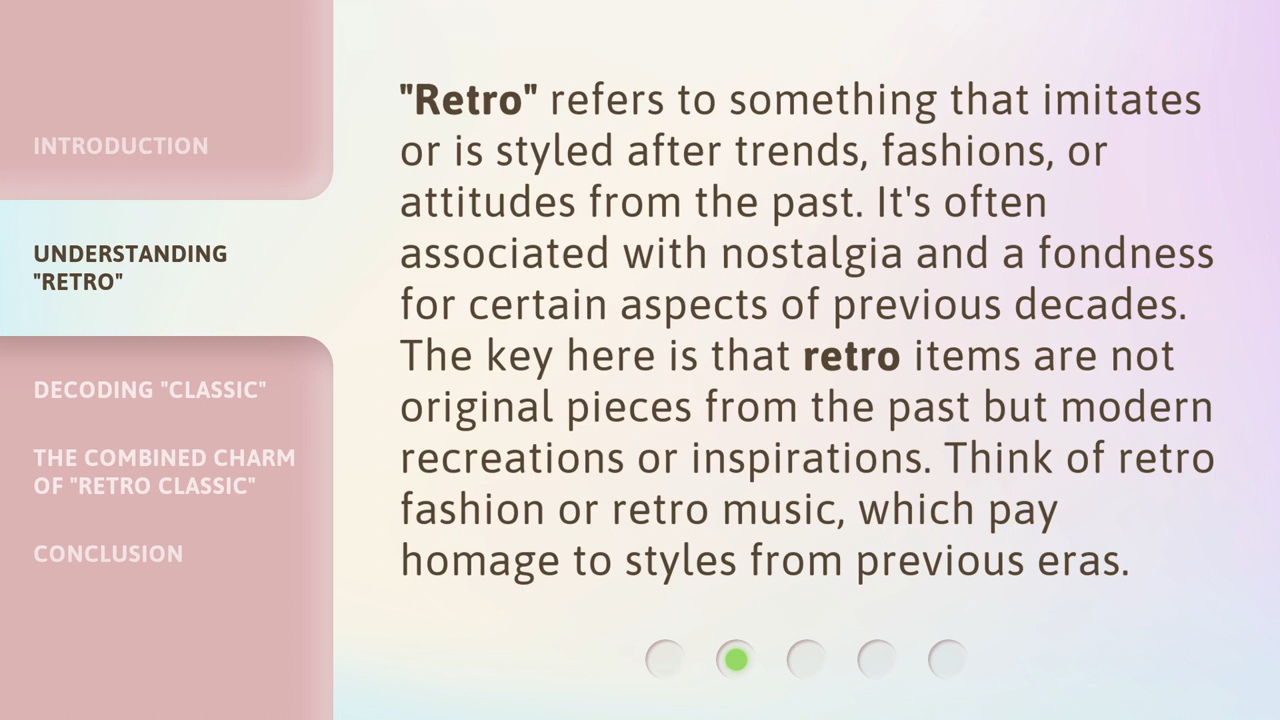 INTRODUCTION
UNDERSTANDING
"RETRO"
DECODING "CLASSIC"
THE COMBINED CHARM
OF "RETRO CLASSIC"
CONCLUSION
"Retro" refers to something that imitates
or is styled after trends, fashions, or
attitudes from the past. It's often
associated with nostalgia and a fondness
for certain aspects of previous decades.
The key here is that retro items are not
original pieces from the past but modern
recreations or inspirations. Think of retro
fashion or retro music, which pay
homage to styles from previous eras.